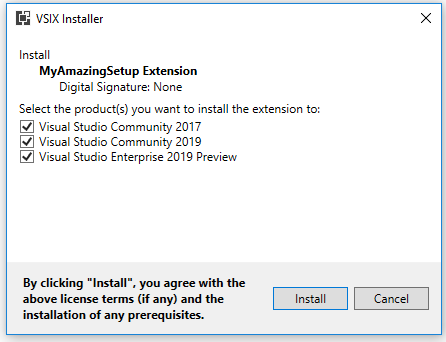 VSIX Installer
Install
MyAmazingSetup Extension
Digital Signature: None
Select the product(s) you want to install the extension to:
Visual Studio Community 2017
Visual Studio Community 2019
Visual Studio Enterprise 2019 Preview
By clicking "Install", you agree with the
above license terms (if any) and the
installation of any prerequisites.
Install
Cancel